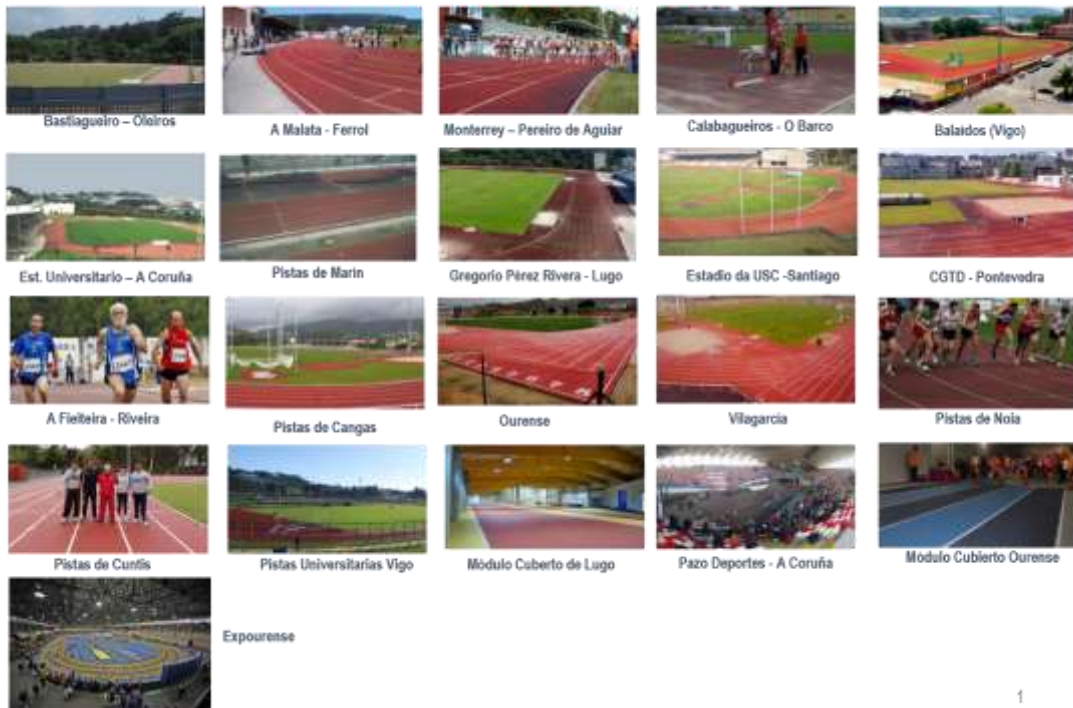 Bastiagueiro – Oleiros
A Malata - Ferrol
Monterrey – Pereiro de Aguiar
Calabagueiros - O Barco
Balaidos (Vigo)
Est. Universitario – A Coruña
Pistas de Marin
Gregorio Pérez Rivera - Lugo
Estadio da USC -Santiago
CGTD - Pontevedra
A Fieiteira - Riveira
Pistas de Cangas
Ourense
Vilagarcia
Pistas de Noia
Pistas de Cuntis
Pistas Universitarias Vigo
Módulo Cuberto de Lugo
Pazo Deportes - A Coruña
Módulo Cubierto Ourense
Expourense
1